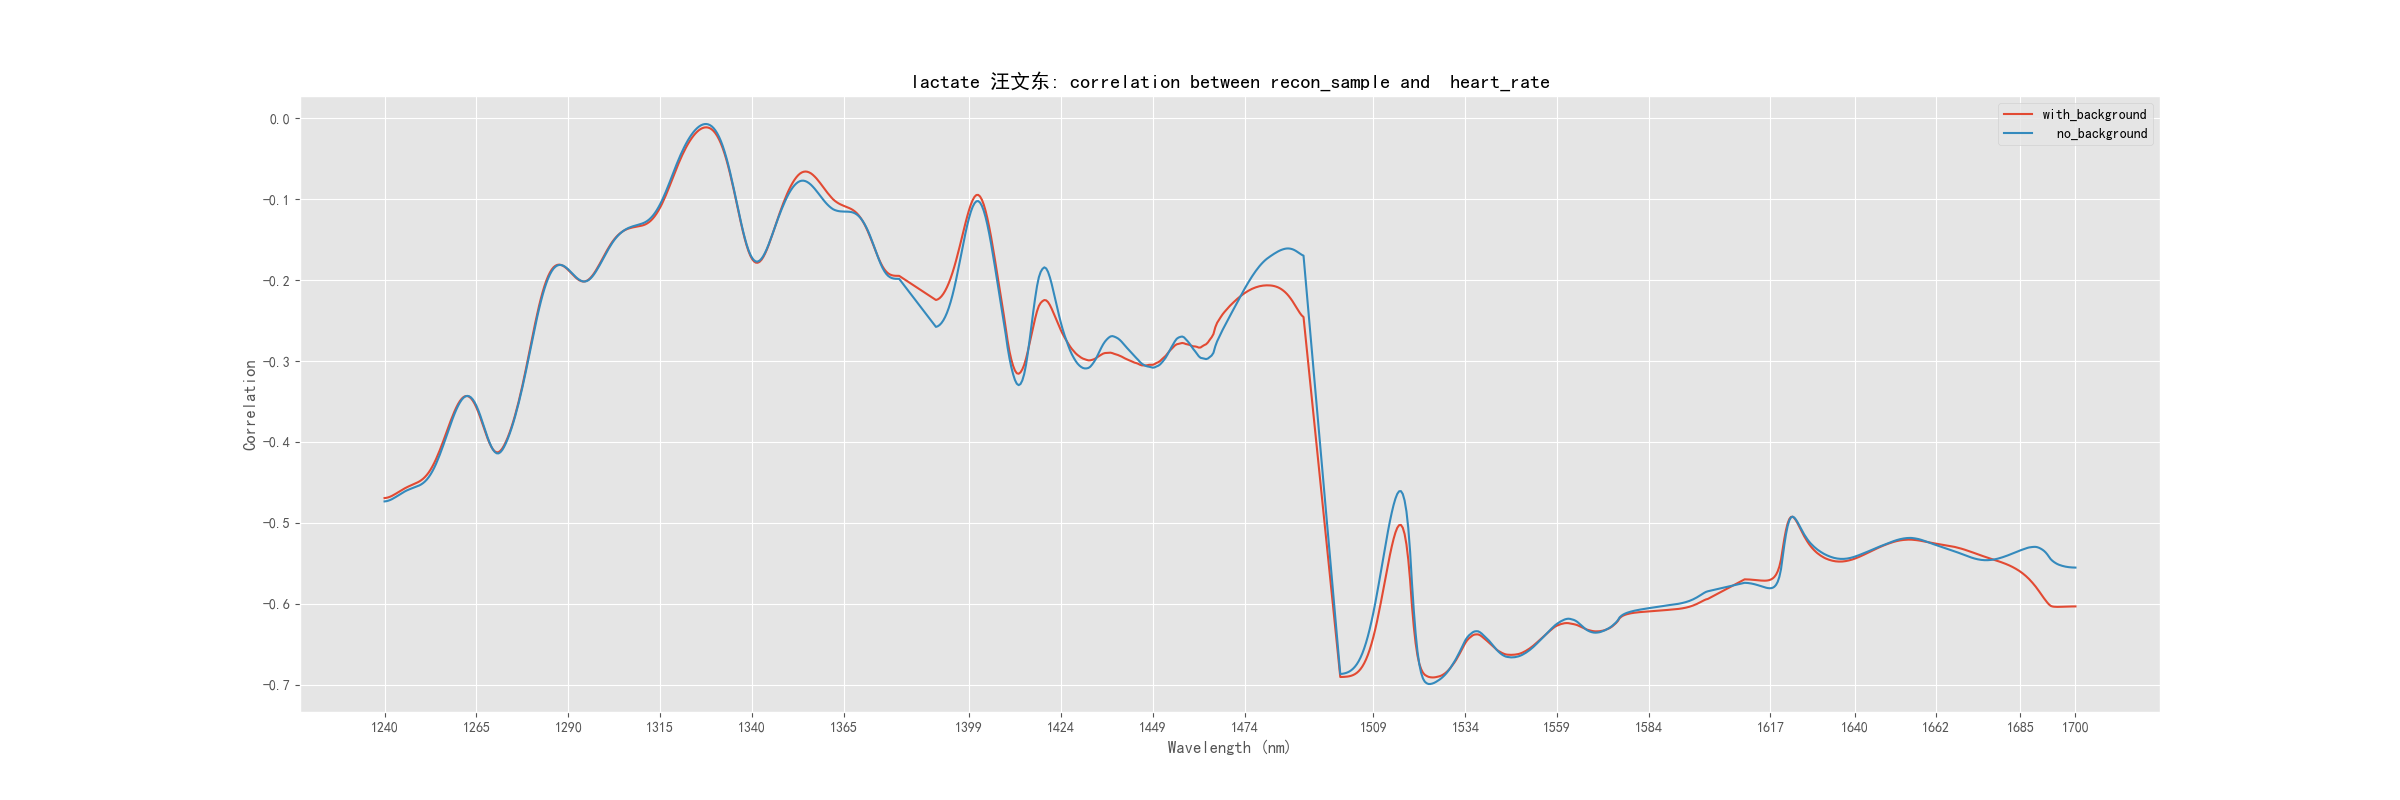 lactate 汪文东: correlation between recon_sample and  heart_rate
with_background
no_background
0.0
-0.1
-0.2
-0.3
-0.4
-0.5
-0.6
-0.7
Correlation
1240 1265 1290 1315 1340 1365 1399 1424 1449 1474 1509 1534 1559 1584 1617 1640 1662 1685 1700
Wavelength (nm)